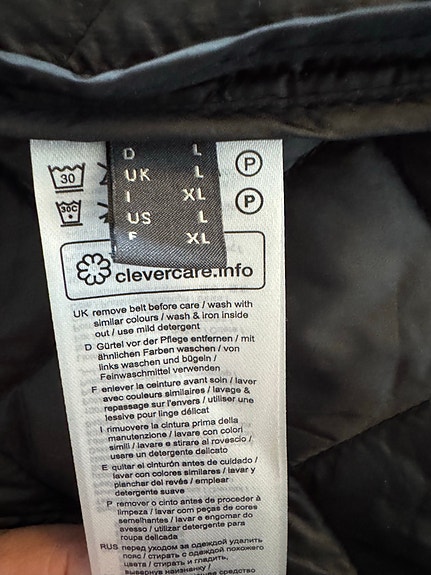 D L
UK L
I XL
US L
F XL
30
30C
P
P
clevercare.info
UK remove belt before care / wash with
similar colours / wash & iron inside
out / use mild detergent
D Gürtel vor der Pflege entfernen / mit
ähnlichen Farben waschen / von
links waschen und bügeln /
Feinwaschmittel verwenden
F enlever la ceinture avant soin / laver
avec couleurs similaires / lavage &
repassage sur l'envers / utiliser une
lessive pour linge délicat
I rimuovere la cintura prima della
manutenzione / lavare con colori
simili / lavare e stirare al rovescio /
usare un detergente delicato
E quitar el cinturón antes de cuidado /
lavar con colores similares / lavar y
planchar del revés / emplear
detergente suave
P remover o cinto antes de proceder à
limpeza / lavar com peças de cores
semelhantes / lavar e engomar do
avesso / utilizar detergente para
roupa delicada
RUS перед уходом за одеждой удалить
пояс / стирать с одеждой похожего
цвета / стирать и гладить,
вывернув наизнанку /
средство